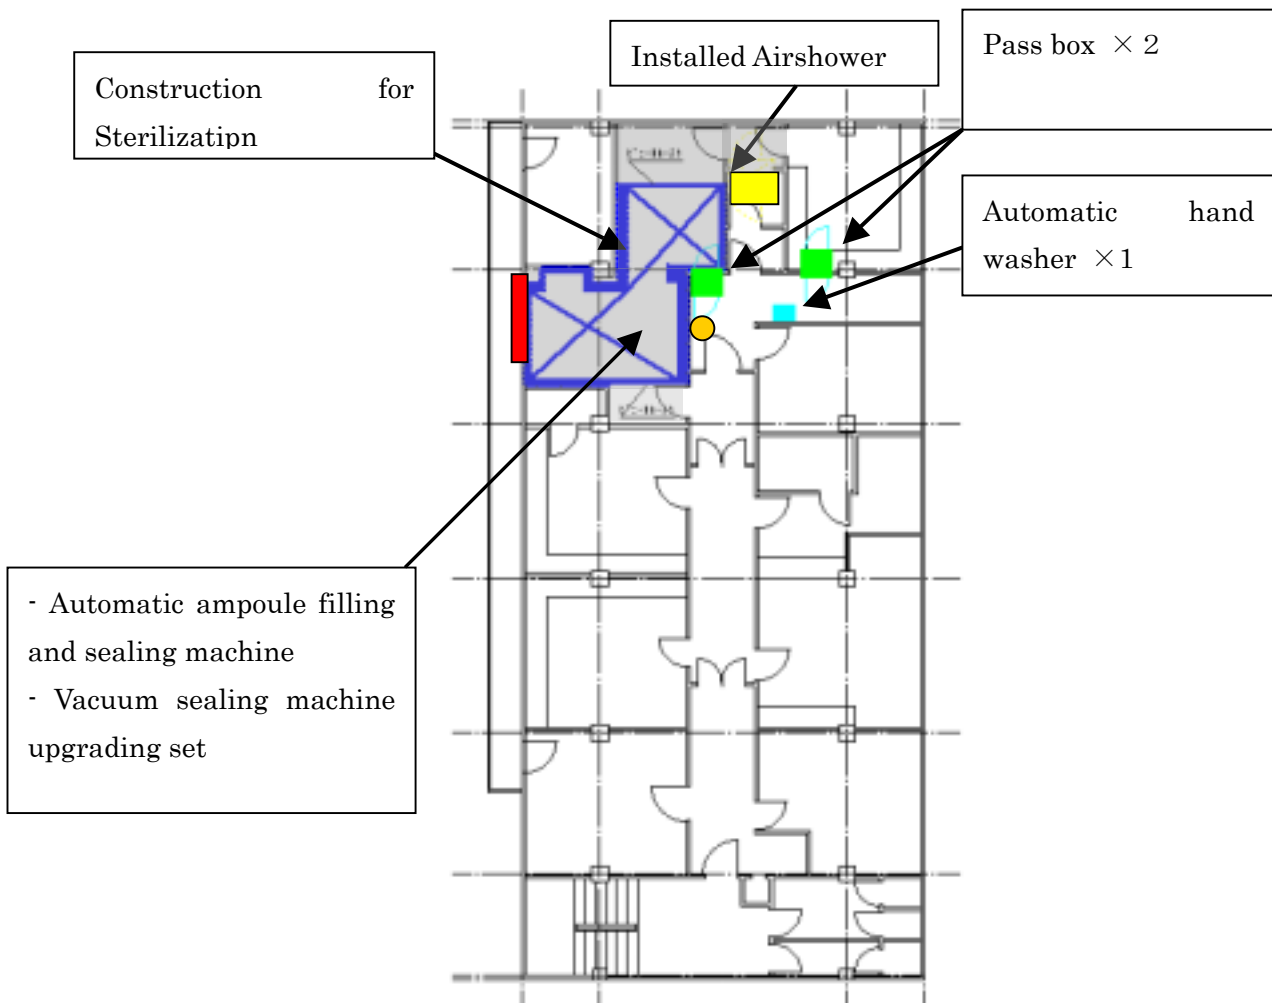 Installed Airshower
Pass box × 2
Construction for
Sterilizatipn
Automatic hand
washer ×1
- Automatic ampoule filling
and sealing machine
- Vacuum sealing machine
upgrading set